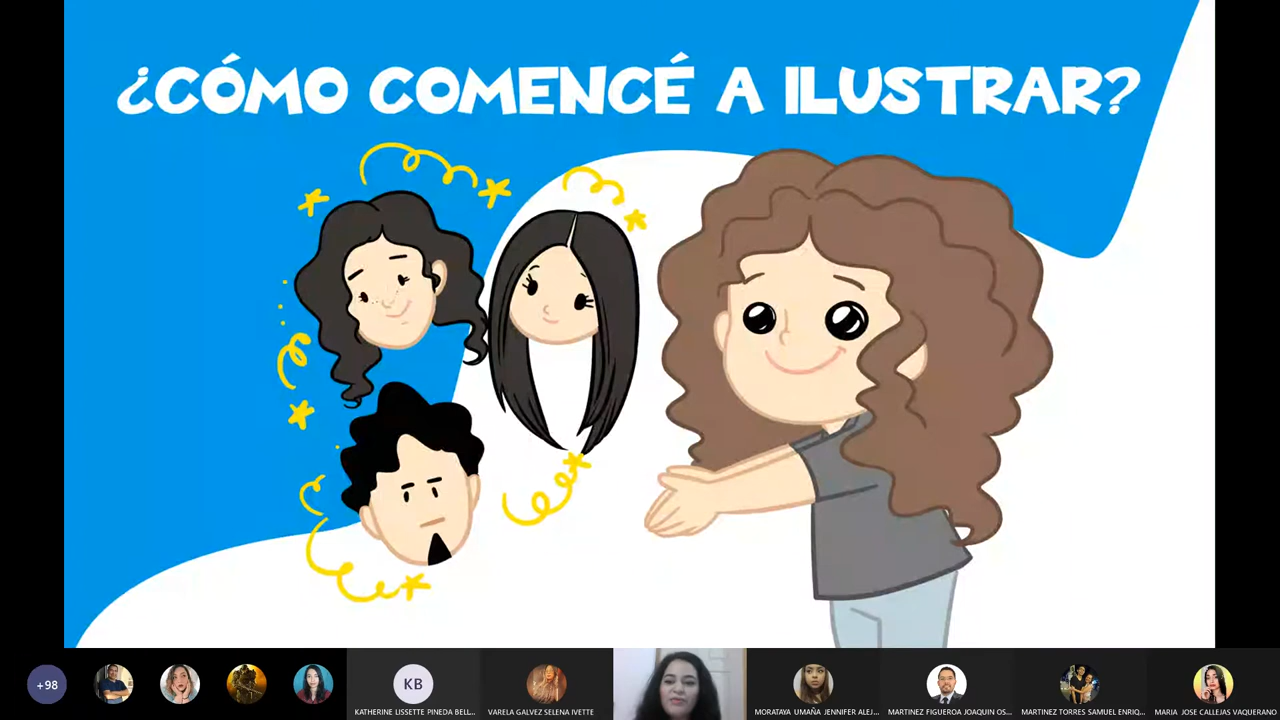 ¿CÓMO COMENCÉ A ILUSTRAR?
+98
KB
KATHERINE LISSETTE PINEDA BELL...
VARELA GALVEZ SELENA IVETTE
MORATAYA UMAÑA JENNIFER ALEJ...
MARTINEZ FIGUEROA JOAQUIN OS...
MARTINEZ TORRES SAMUEL ENRIQ...
MARIA JOSE CALLEJAS VAQUERANO